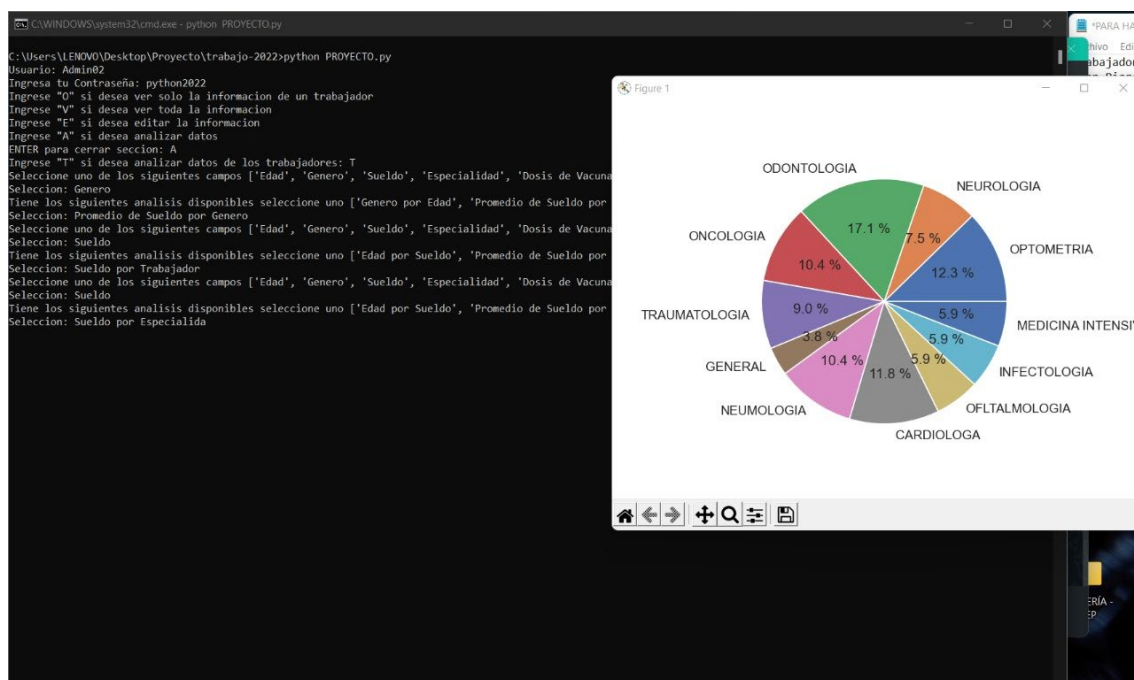 C:\WINDOWS\system32\cmd.exe - python PROYECTO.py
C:\Users\LENOVO\Desktop\Proyecto\trabajo-2022>python PROYECTO.py
Usuario: Admin02
Ingresa tu Contraseña: python2022
Ingrese "O" si desea ver solo la informacion de un trabajador
Ingrese "V" si desea ver toda la informacion
Ingrese "E" si desea editar la informacion
Ingrese "A" si desea analizar datos
ENTER para cerrar seccion: A
Ingrese "T" si desea analizar datos de los trabajadores: T
Seleccione uno de los siguientes campos ['Edad', 'Genero', 'Sueldo', 'Especialidad', 'Dosis de Vacuna
Seleccion: Genero
Tiene los siguientes analisis disponibles seleccione uno ['Genero por Edad', 'Promedio de Sueldo por
Seleccion: Promedio de Sueldo por Genero
Seleccione uno de los siguientes campos ['Edad', 'Genero', 'Sueldo', 'Especialidad', 'Dosis de Vacuna
Seleccion: Sueldo
Tiene los siguientes analisis disponibles seleccione uno ['Edad por Sueldo', 'Promedio de Sueldo por
Seleccion: Sueldo por Trabajador
Seleccione uno de los siguientes campos ['Edad', 'Genero', 'Sueldo', 'Especialidad', 'Dosis de Vacuna
Seleccion: Sueldo
Tiene los siguientes analisis disponibles seleccione uno ['Edad por Sueldo', 'Promedio de Sueldo por
Seleccion: Sueldo por Especialida
*PARA HA
hivo Edi
abajador
Figure 1
ODONTOLOGIA
17.1 %
NEUROLOGIA
7.5 %
ONCOLOGIA
10.4 %
OPTOMETRIA
12.3 %
TRAUMATOLOGIA
9.0 %
MEDICINA INTENSIV
5.9 %
GENERAL
3.8 %
INFECTOLOGIA
5.9 %
NEUMOLOGIA
10.4 %
OFLTALMOLOGIA
5.9 %
CARDIOLOGA
11.8 %
ERÍA -
EP